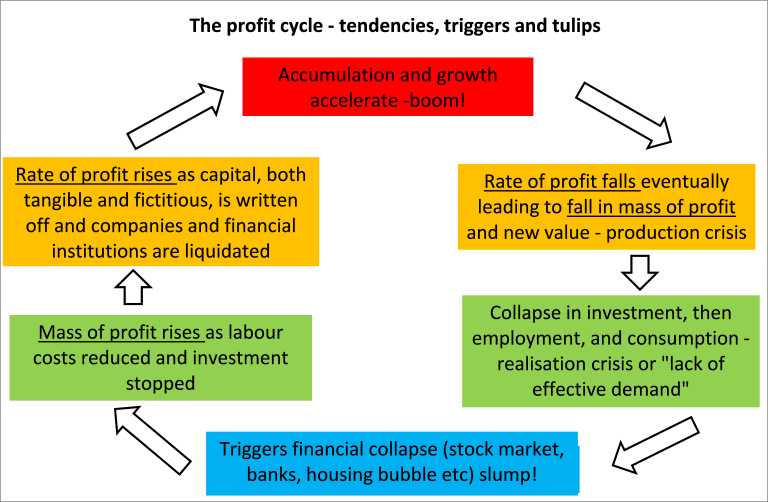 The profit cycle - tendencies, triggers and tulips
Accumulation and growth
accelerate -boom!
Rate of profit falls eventually
leading to fall in mass of profit
and new value - production crisis
Collapse in investment, then
employment, and consumption -
realisation crisis or "lack of
effective demand"
Triggers financial collapse (stock market,
banks, housing bubble etc) slump!
Mass of profit rises as labour
costs reduced and investment
stopped
Rate of profit rises as capital, both
tangible and fictitious, is written
off and companies and financial
institutions are liquidated